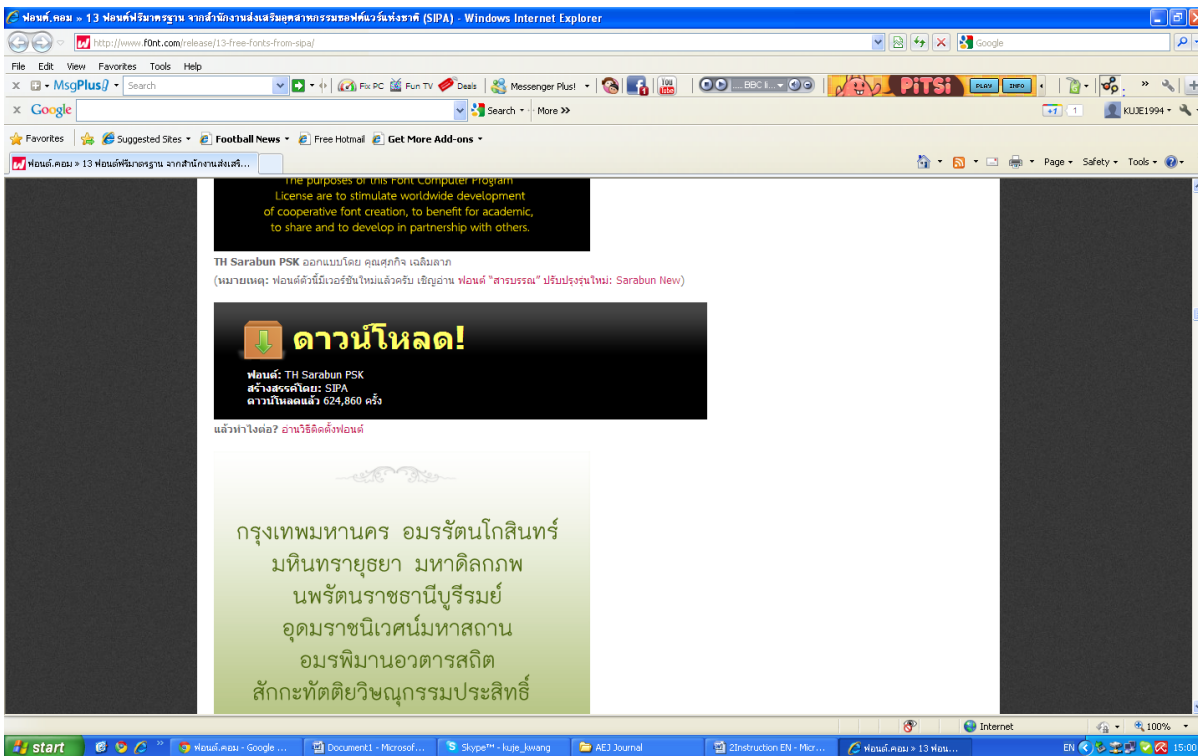 ฟอนต์.คอม » 13 ฟอนต์ฟรีมาตรฐาน จากสำนักงานส่งเสริมอุตสาหกรรมซอฟต์แวร์แห่งชาติ (SIPA) - Windows Internet Explorer
http://www.f0nt.com/release/13-free-fonts-from-sipa/
Google
File Edit View Favorites Tools Help
x MsgPlus! Search Fix PC Fun TV Deals Messenger Plus! You Tube BBC PiTSi PLAY INFO
x Google Search More >> +1 1 KUJE1994
Favorites Suggested Sites Football News Free Hotmail Get More Add-ons
ฟอนต์.คอม » 13 ฟอนต์ฟรีมาตรฐาน จากสำนักงานส่งเสริ... Page Safety Tools
The purposes of this Font Computer Program
License are to stimulate worldwide development
of cooperative font creation, to benefit for academic,
to share and to develop in partnership with others.
TH Sarabun PSK ออกแบบโดย คุณศุภกิจ เฉลิมลาภ
(หมายเหตุ: ฟอนต์ตัวนี้มีเวอร์ชันใหม่แล้วครับ เชิญอ่าน ฟอนต์ “สารบรรณ” ปรับปรุงรุ่นใหม่: Sarabun New)
ดาวน์โหลด!
ฟอนต์: TH Sarabun PSK
สร้างสรรค์โดย: SIPA
ดาวน์โหลดแล้ว 624,860 ครั้ง
แล้วทำไงต่อ? อ่านวิธีติดตั้งฟอนต์
กรุงเทพมหานคร อมรรัตนโกสินทร์
มหินทรายุธยา มหาดิลกภพ
นพรัตนราชธานีบูรีรมย์
อุดมราชนิเวศน์มหาสถาน
อมรพิมานอวตารสถิต
สักกะทัตติยวิษณุกรรมประสิทธิ์
Internet 100%
start ฟอนต์.คอม - Google ... Document1 - Microsof... Skype™ - kuje_kwang AEJ Journal 2Instruction EN - Micr... ฟอนต์.คอม » 13 ฟอน... EN 15:00